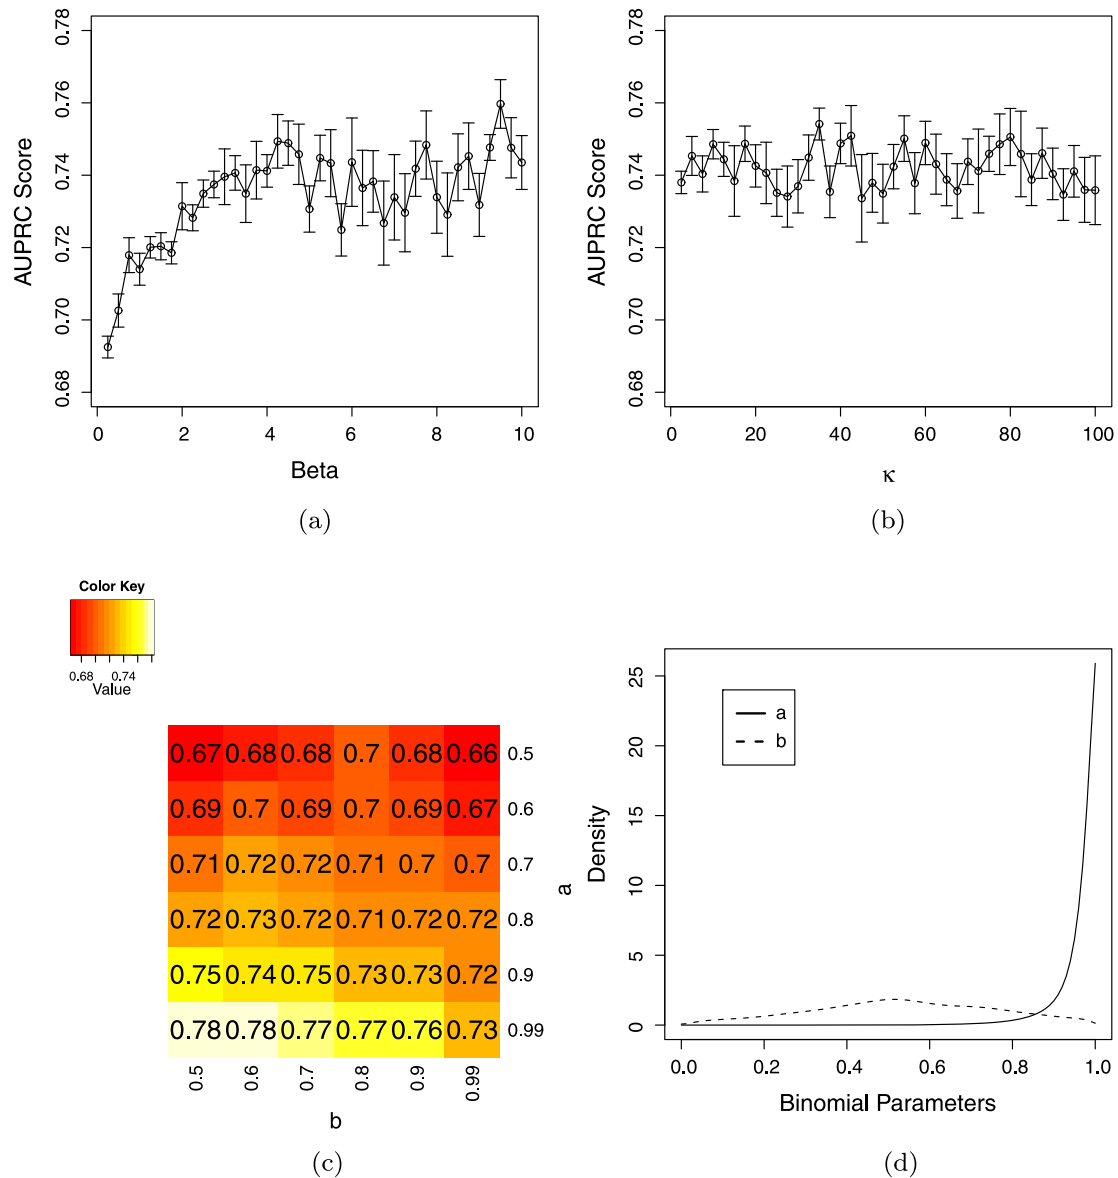 0.68 0.70 0.72 0.74 0.76 0.78
AUPRC Score
0 2 4 6 8 10
Beta
(a)
0.68 0.70 0.72 0.74 0.76 0.78
AUPRC Score
0 20 40 60 80 100
κ
(b)
Color Key
0.68 0.74
Value
0.67 0.68 0.68 0.7 0.68 0.66 0.5
0.69 0.7 0.69 0.7 0.69 0.67 0.6
0.71 0.72 0.72 0.71 0.7 0.7 0.7
0.72 0.73 0.72 0.71 0.72 0.72 0.8
0.75 0.74 0.75 0.73 0.73 0.72 0.9
0.78 0.78 0.77 0.77 0.76 0.73 0.99
a
0.5 0.6 0.7 0.8 0.9 0.99
b
(c)
0 5 10 15 20 25
Density
a
b
0.0 0.2 0.4 0.6 0.8 1.0
Binomial Parameters
(d)